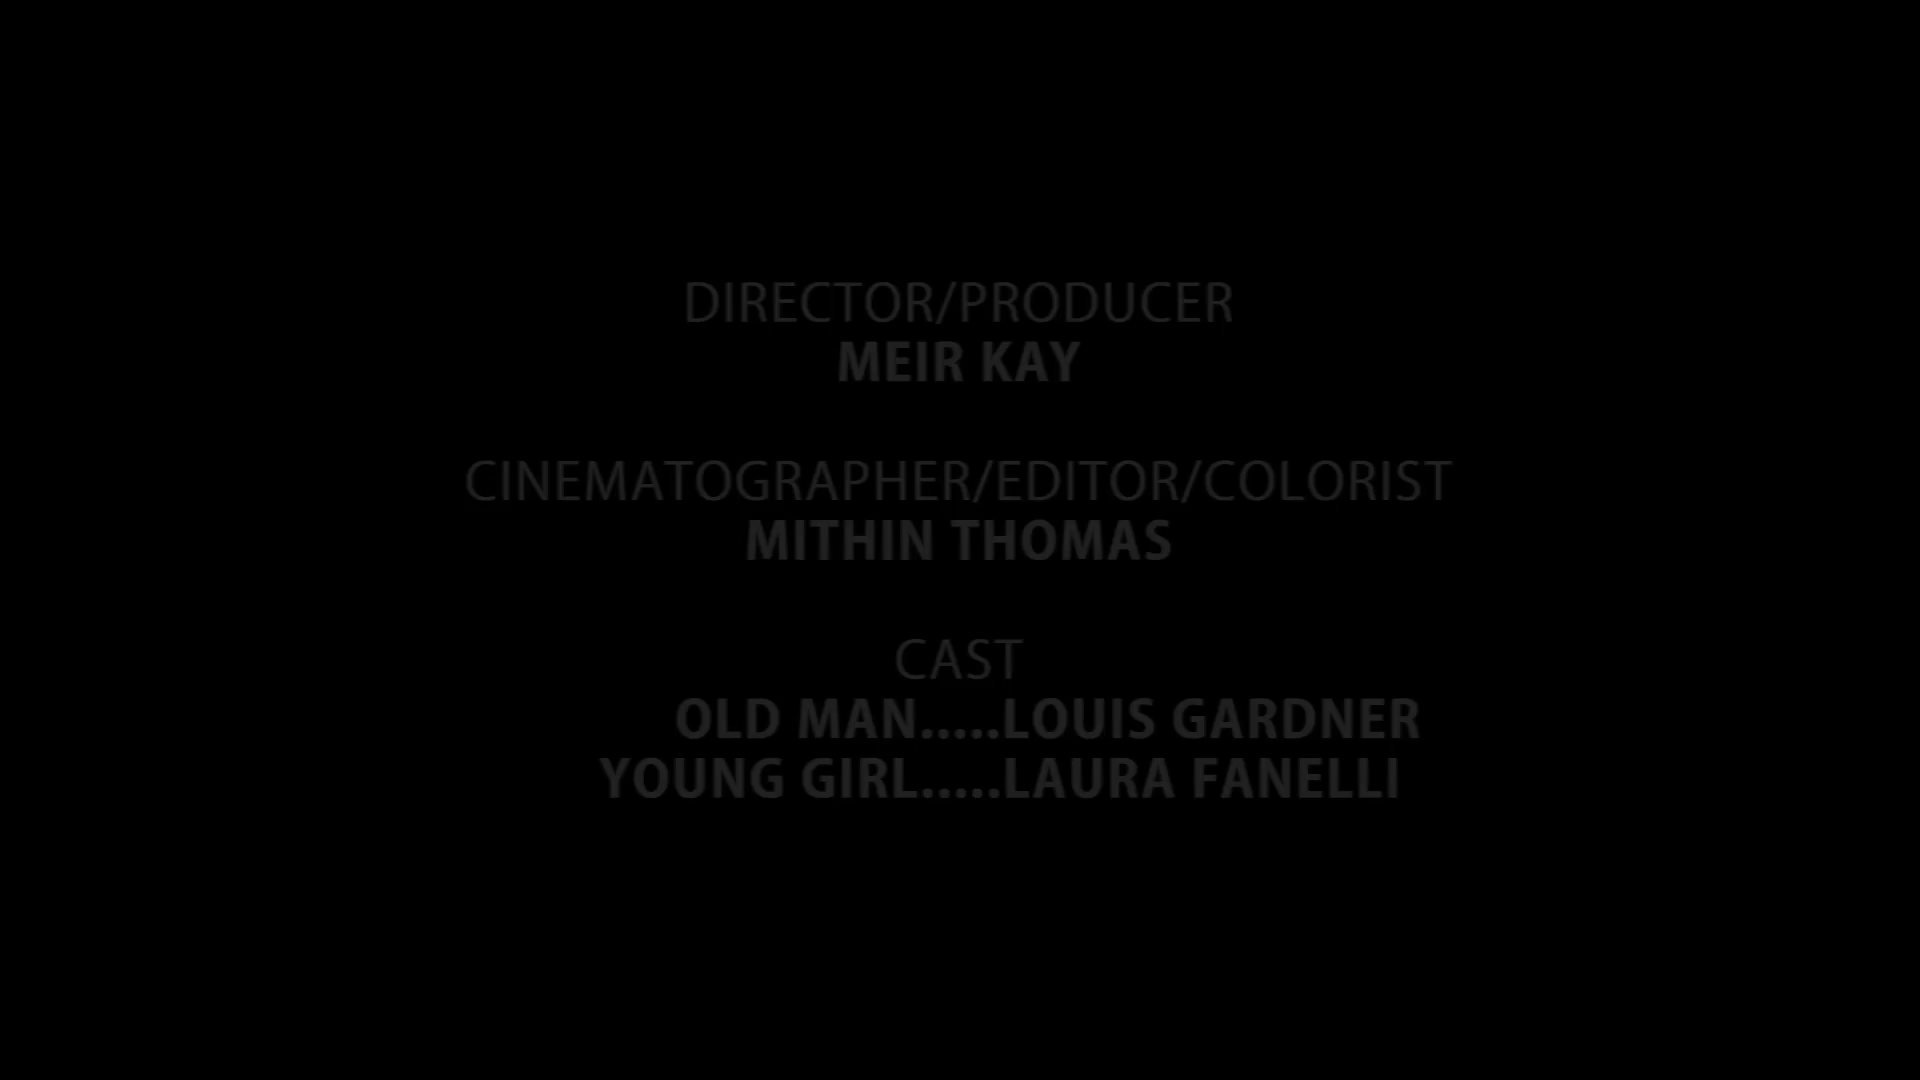 DIRECTOR/PRODUCER
MEIR KAY
CINEMATOGRAPHER/EDITOR/COLORIST
MITHIN THOMAS
CAST
OLD MAN.....LOUIS GARDNER
YOUNG GIRL.....LAURA FANELLI